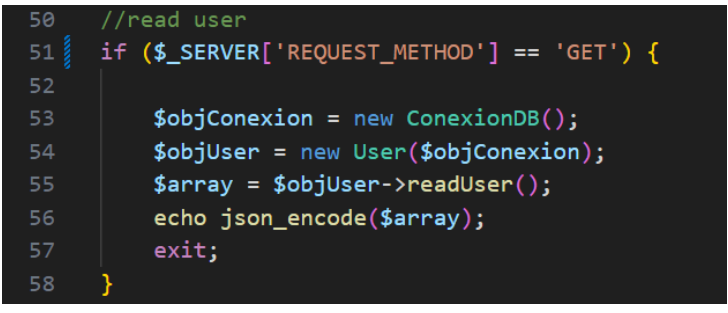 50 //read user
51 if ($_SERVER['REQUEST_METHOD'] == 'GET') {
52
53 $objConexion = new ConexionDB();
54 $objUser = new User($objConexion);
55 $array = $objUser->readUser();
56 echo json_encode($array);
57 exit;
58 }